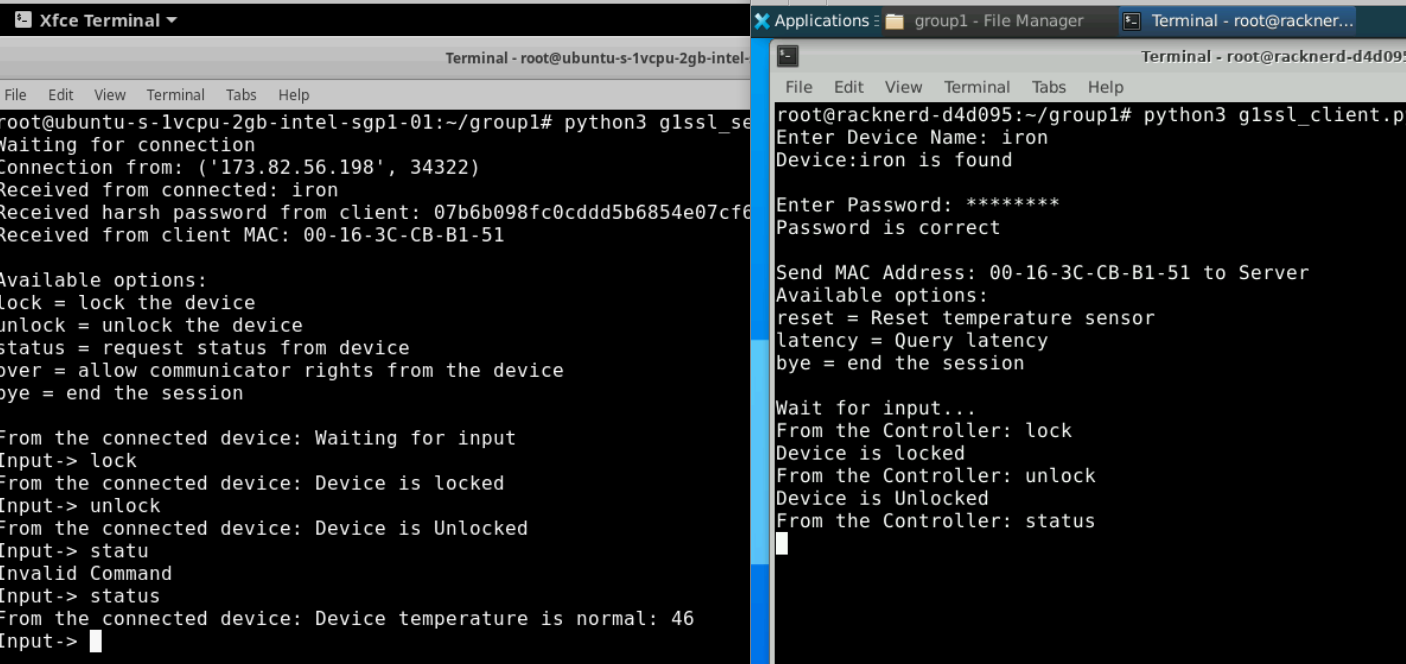 Xfce Terminal
Terminal - root@ubuntu-s-1vcpu-2gb-intel-
File Edit View Terminal Tabs Help
root@ubuntu-s-1vcpu-2gb-intel-sgp1-01:~/group1# python3 g1ssl_se
Waiting for connection
Connection from: ('173.82.56.198', 34322)
Received from connected: iron
Received harsh password from client: 07b6b098fc0cddd5b6854e07cf6
Received from client MAC: 00-16-3C-CB-B1-51
Available options:
lock = lock the device
unlock = unlock the device
status = request status from device
over = allow communicator rights from the device
bye = end the session
From the connected device: Waiting for input
Input-> lock
From the connected device: Device is locked
Input-> unlock
From the connected device: Device is Unlocked
Input-> statu
Invalid Command
Input-> status
From the connected device: Device temperature is normal: 46
Input->
Applications group1 - File Manager Terminal - root@rackner...
Terminal - root@racknerd-d4d095
File Edit View Terminal Tabs Help
root@racknerd-d4d095:~/group1# python3 g1ssl_client.p
Enter Device Name: iron
Device:iron is found
Enter Password: ********
Password is correct
Send MAC Address: 00-16-3C-CB-B1-51 to Server
Available options:
reset = Reset temperature sensor
latency = Query latency
bye = end the session
Wait for input...
From the Controller: lock
Device is locked
From the Controller: unlock
Device is Unlocked
From the Controller: status